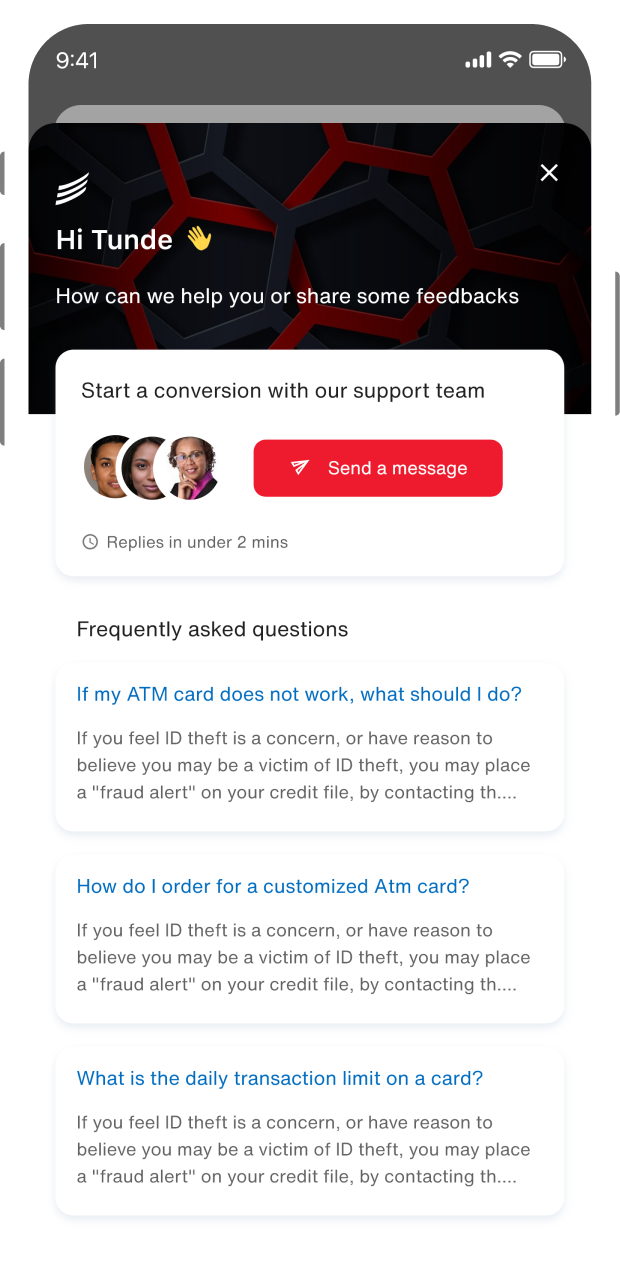 9:41
Hi Tunde 👋
How can we help you or share some feedbacks
Start a conversion with our support team
Send a message
Replies in under 2 mins
Frequently asked questions
If my ATM card does not work, what should I do?
If you feel ID theft is a concern, or have reason to
believe you may be a victim of ID theft, you may place
a "fraud alert" on your credit file, by contacting th....
How do I order for a customized Atm card?
If you feel ID theft is a concern, or have reason to
believe you may be a victim of ID theft, you may place
a "fraud alert" on your credit file, by contacting th....
What is the daily transaction limit on a card?
If you feel ID theft is a concern, or have reason to
believe you may be a victim of ID theft, you may place
a "fraud alert" on your credit file, by contacting th....